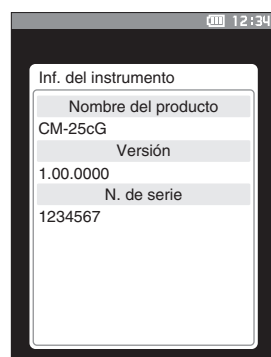 12:34
Inf. del instrumento
Nombre del producto
CM-25cG
Versión
1.00.0000
N. de serie
1234567